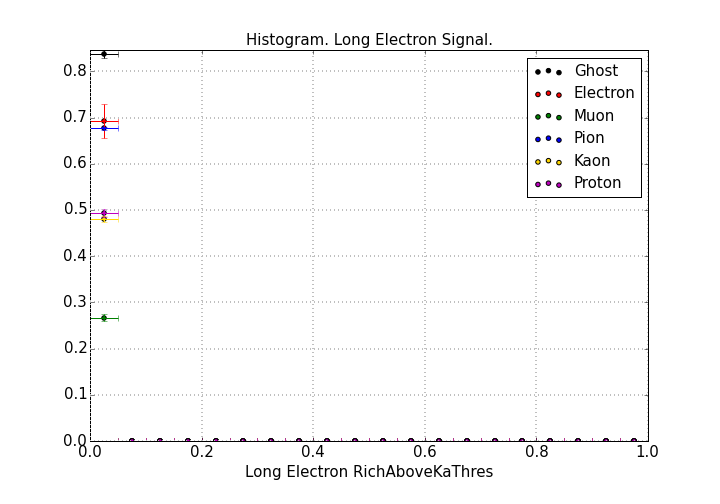 Histogram. Long Electron Signal.
0.8
0.7
0.6
0.5
0.4
0.3
0.2
0.1
0.0
Ghost
Electron
Muon
Pion
Kaon
Proton
0.0 0.2 0.4 0.6 0.8 1.0
Long Electron RichAboveKaThres